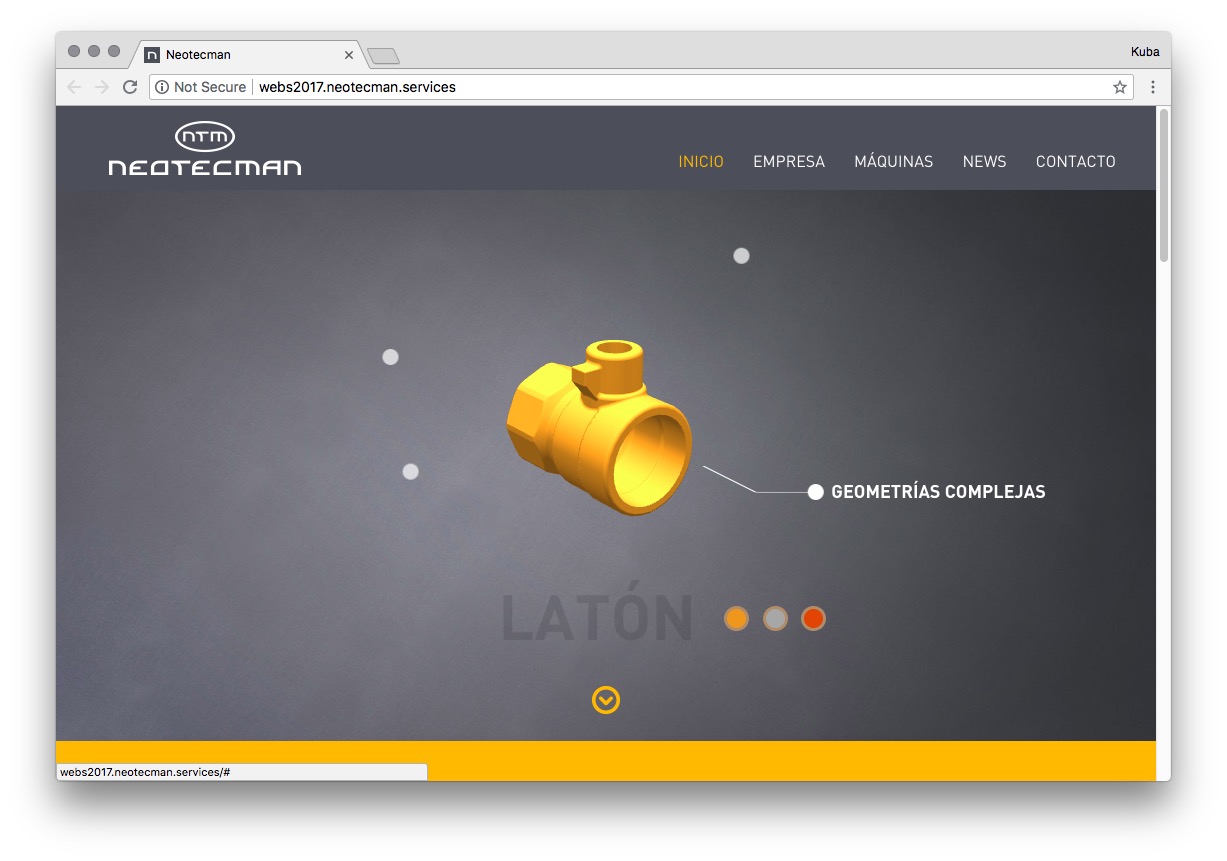 Neotecman
Kuba
Not Secure
webs2017.neotecman.services
NTM
NEOTECMAN
INICIO
EMPRESA
MÁQUINAS
NEWS
CONTACTO
GEOMETRÍAS COMPLEJAS
LATÓN
webs2017.neotecman.services/#